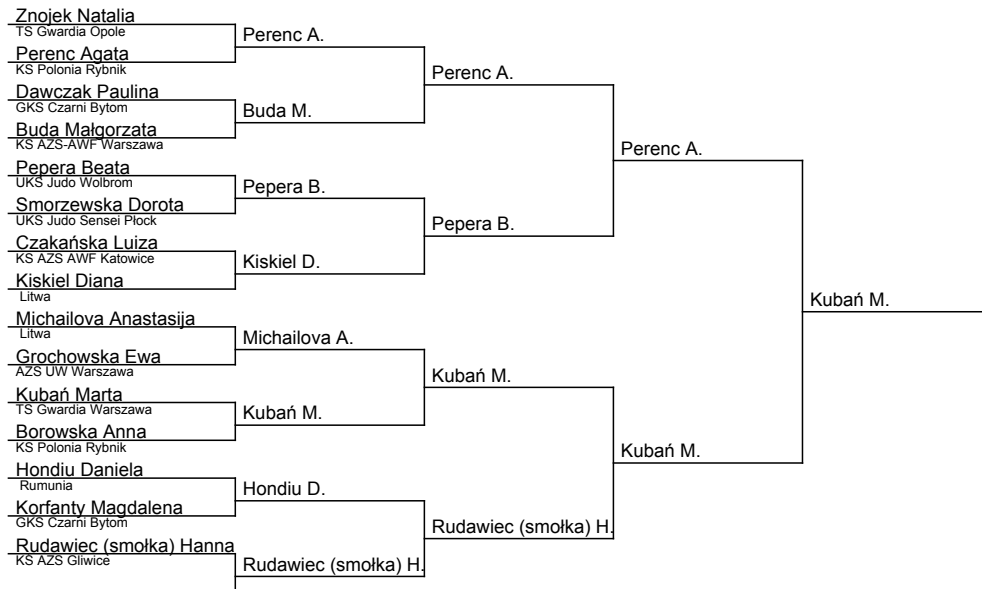 Znojek Natalia
TS Gwardia Opole
Perenc Agata
KS Polonia Rybnik
Dawczak Paulina
GKS Czarni Bytom
Buda Małgorzata
KS AZS-AWF Warszawa
Pepera Beata
UKS Judo Wolbrom
Smorzewska Dorota
UKS Judo Sensei Płock
Czakańska Luiza
KS AZS AWF Katowice
Kiskiel Diana
Litwa
Michailova Anastasija
Litwa
Grochowska Ewa
AZS UW Warszawa
Kubań Marta
TS Gwardia Warszawa
Borowska Anna
KS Polonia Rybnik
Hondiu Daniela
Rumunia
Korfanty Magdalena
GKS Czarni Bytom
Rudawiec (smołka) Hanna
KS AZS Gliwice
Perenc A.
Buda M.
Pepera B.
Kiskiel D.
Michailova A.
Kubań M.
Hondiu D.
Rudawiec (smołka) H.
Perenc A.
Pepera B.
Kubań M.
Rudawiec (smołka) H.
Perenc A.
Kubań M.
Kubań M.